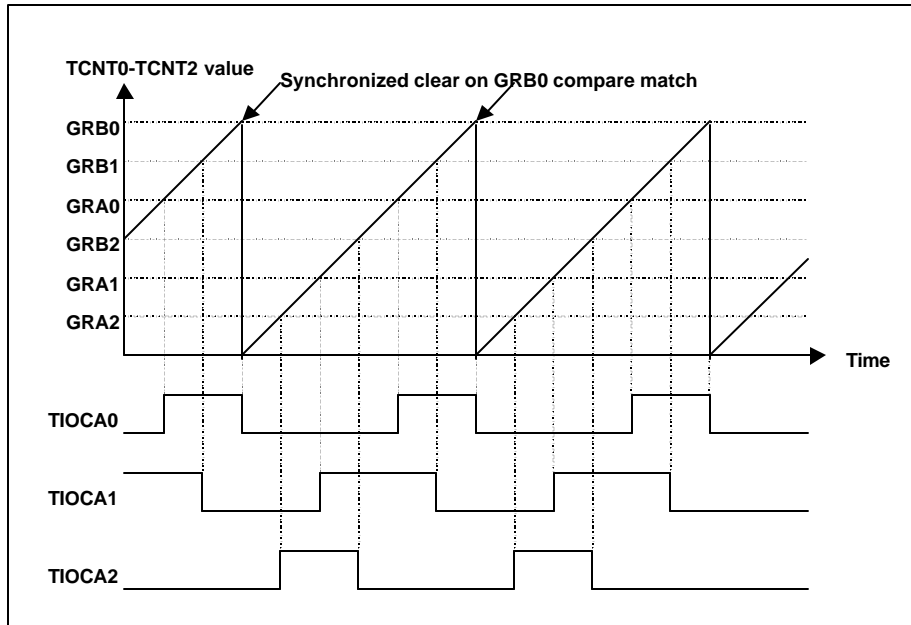 TCNT0-TCNT2 value
Synchronized clear on GRB0 compare match
GRB0
GRB1
GRA0
GRB2
GRA1
GRA2
Time
TIOCA0
TIOCA1
TIOCA2